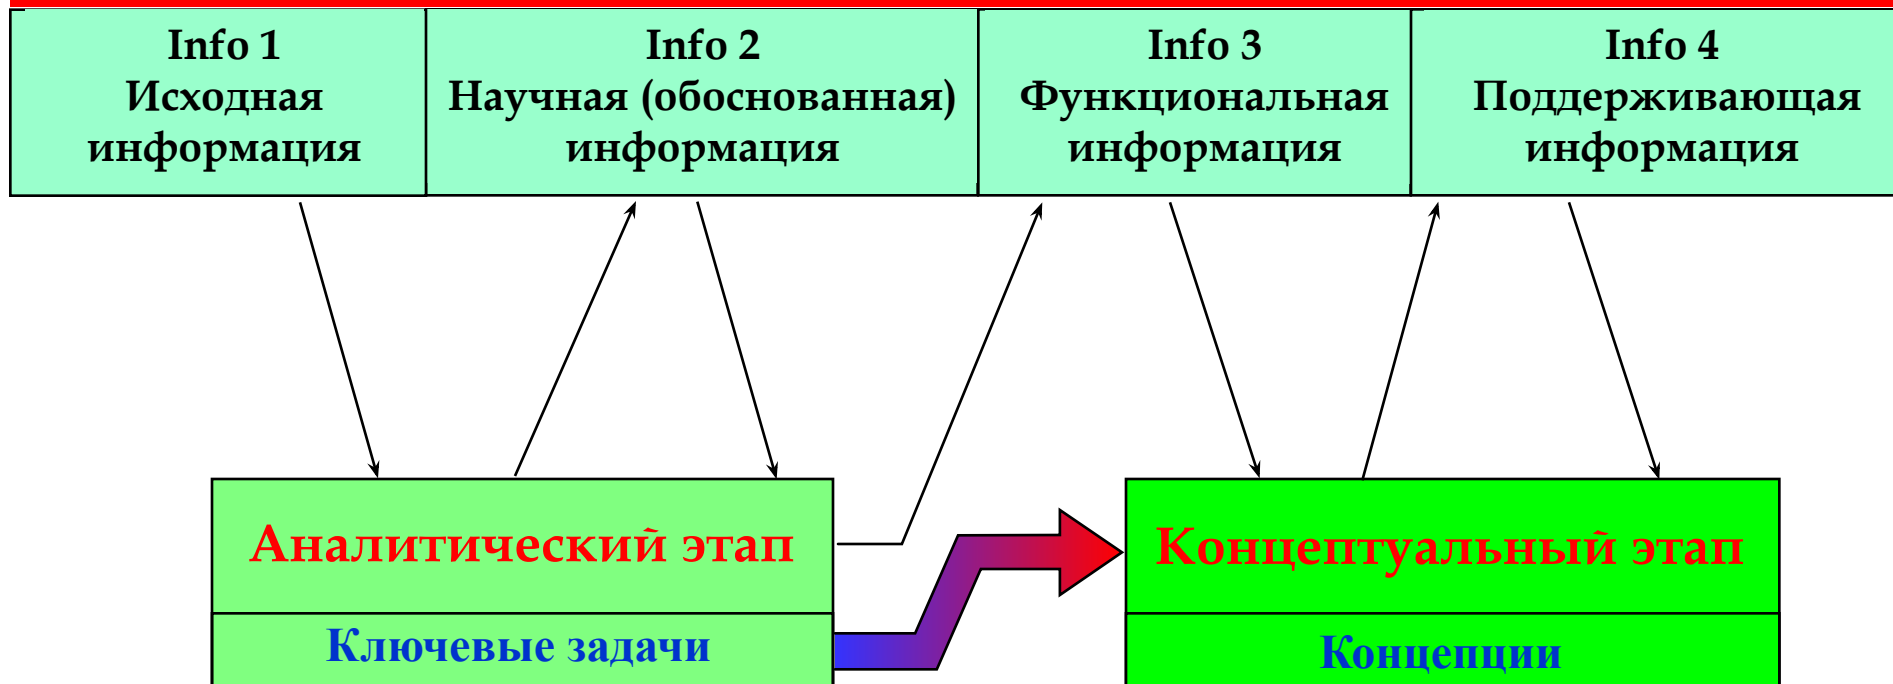 Info 1
Исходная
информация
Info 2
Научная (обоснованная)
информация
Info 3
Функциональная
информация
Info 4
Поддерживающая
информация
Аналитический этап
Ключевые задачи
Концептуальный этап
Концепции